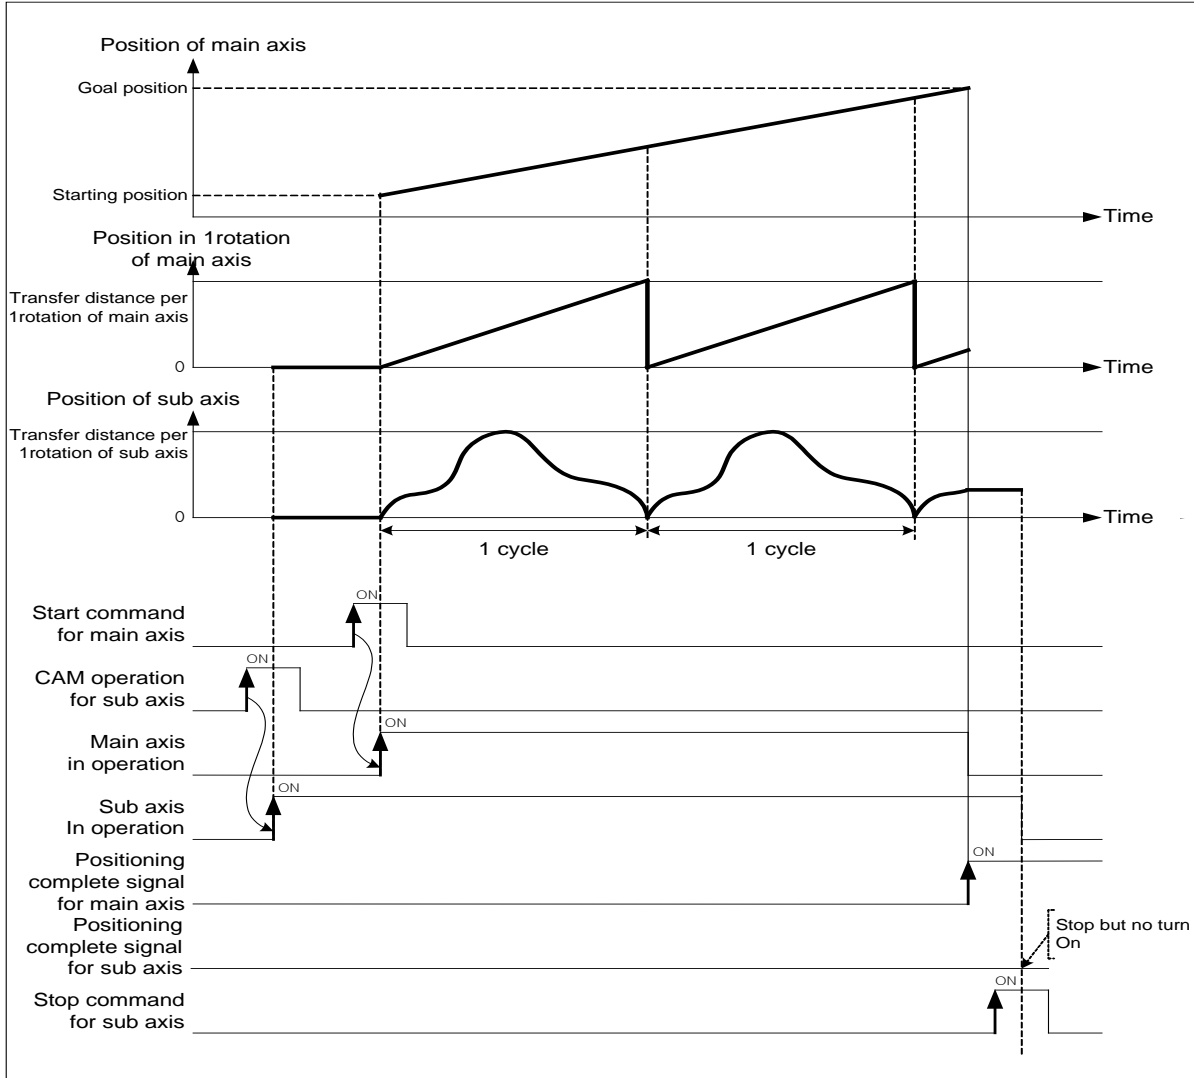 Position of main axis
Goal position
Starting position
Time
Position in 1rotation
of main axis
Transfer distance per
1rotation of main axis
0
Time
Position of sub axis
Transfer distance per
1rotation of sub axis
0
Time
1 cycle
1 cycle
ON
Start command
for main axis
ON
CAM operation
for sub axis
ON
Main axis
in operation
ON
Sub axis
In operation
ON
Positioning
complete signal
for main axis
Positioning
complete signal
for sub axis
Stop but no turn
On
ON
Stop command
for sub axis